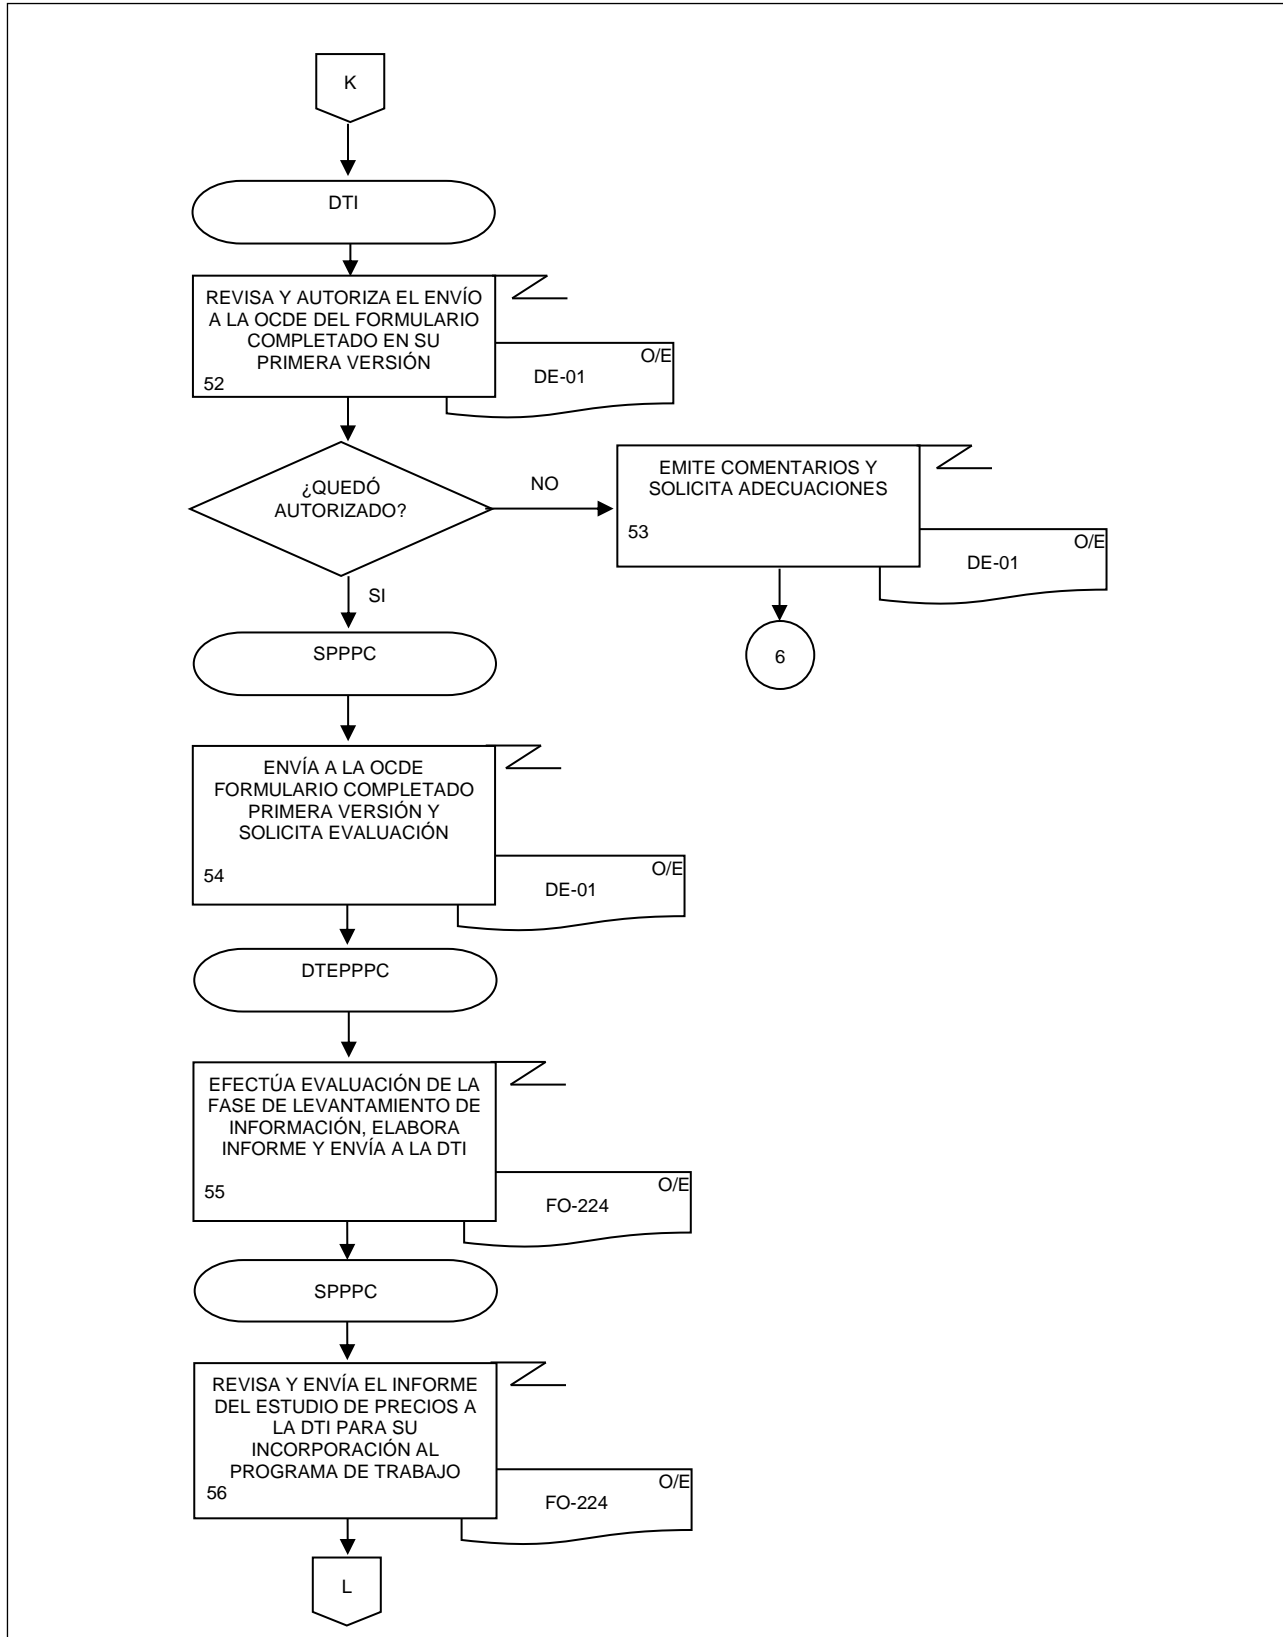 K
DTI
REVISA Y AUTORIZA EL ENVÍO
A LA OCDE DEL FORMULARIO
COMPLETADO EN SU
PRIMERA VERSIÓN
52
O/E
DE-01
¿QUEDÓ
AUTORIZADO?
NO
EMITE COMENTARIOS Y
SOLICITA ADECUACIONES
53
O/E
DE-01
6
SI
SPPPC
ENVÍA A LA OCDE
FORMULARIO COMPLETADO
PRIMERA VERSIÓN Y
SOLICITA EVALUACIÓN
54
O/E
DE-01
DTEPPPC
EFECTÚA EVALUACIÓN DE LA
FASE DE LEVANTAMIENTO DE
INFORMACIÓN, ELABORA
INFORME Y ENVÍA A LA DTI
55
O/E
FO-224
SPPPC
REVISA Y ENVÍA EL INFORME
DEL ESTUDIO DE PRECIOS A
LA DTI PARA SU
INCORPORACIÓN AL
PROGRAMA DE TRABAJO
56
O/E
FO-224
L